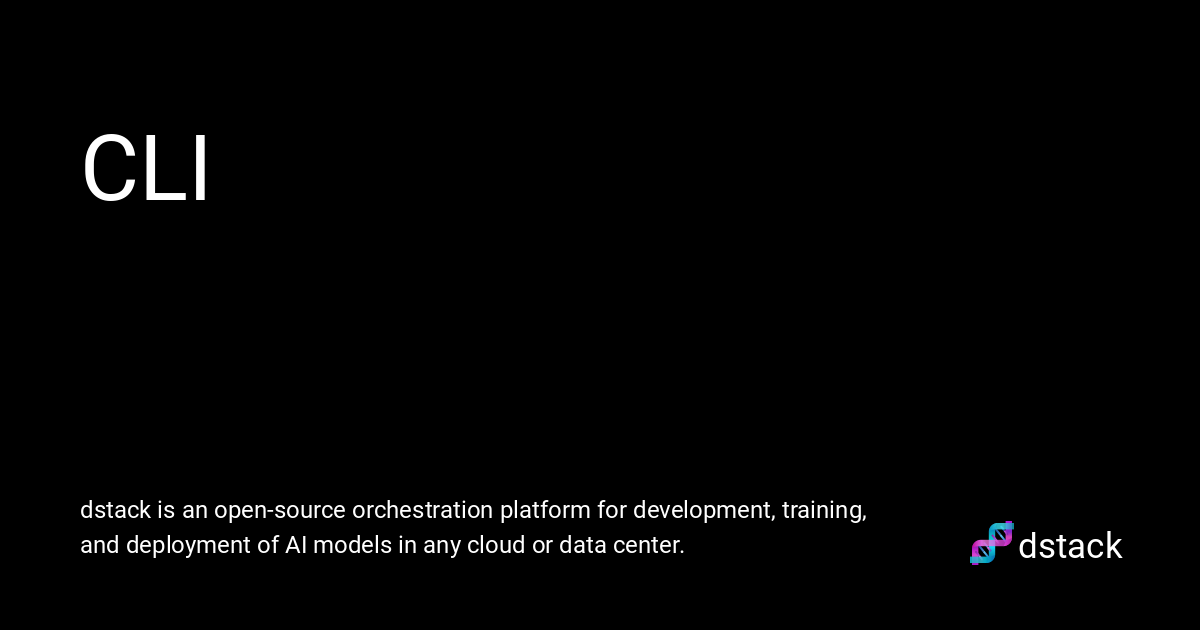 CLI
dstack is an open-source orchestration platform for development, training,
and deployment of AI models in any cloud or data center.
dstack